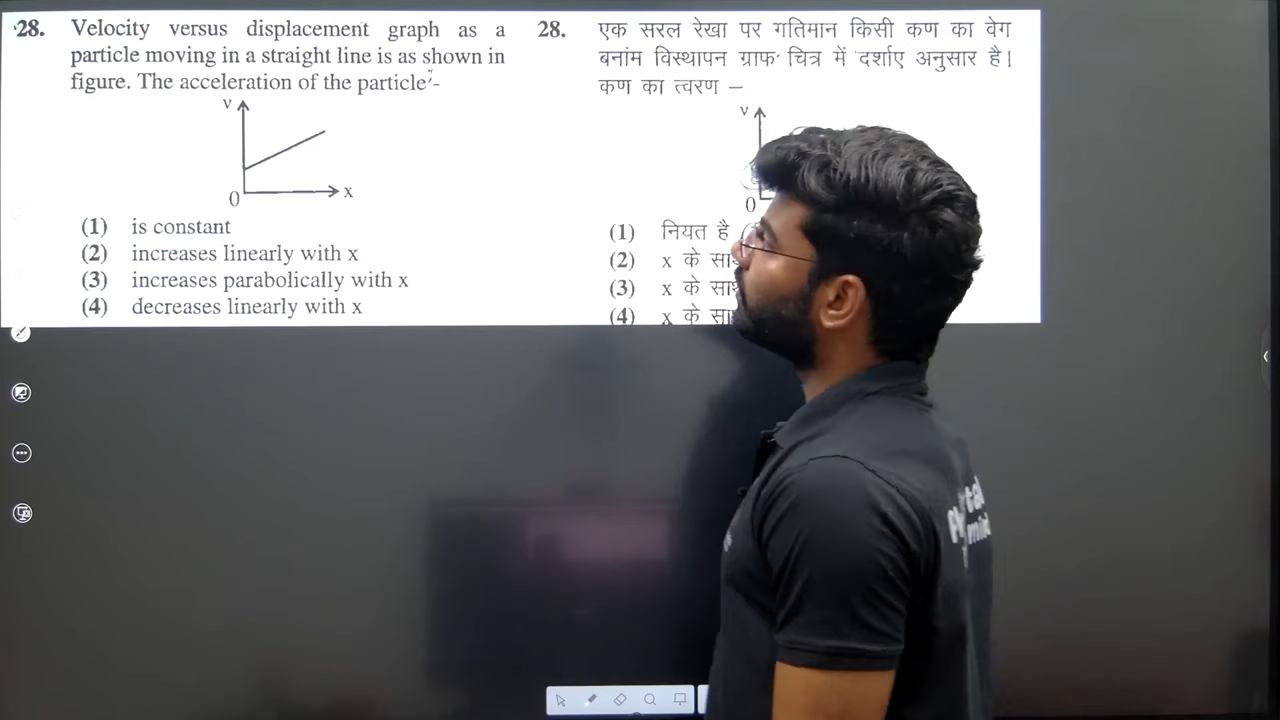 28. Velocity versus displacement graph as a
particle moving in a straight line is as shown in
figure. The acceleration of the particle :-
v
0
x
(1) is constant
(2) increases linearly with x
(3) increases parabolically with x
(4) decreases linearly with x
28. एक सरल रेखा पर गतिमान किसी कण का वेग
बनांम विस्थापन ग्राफ चित्र में दर्शाए अनुसार है।
कण का त्वरण –
v
0
(1) नियत है
(2) x के
(3) x के
(4) x के